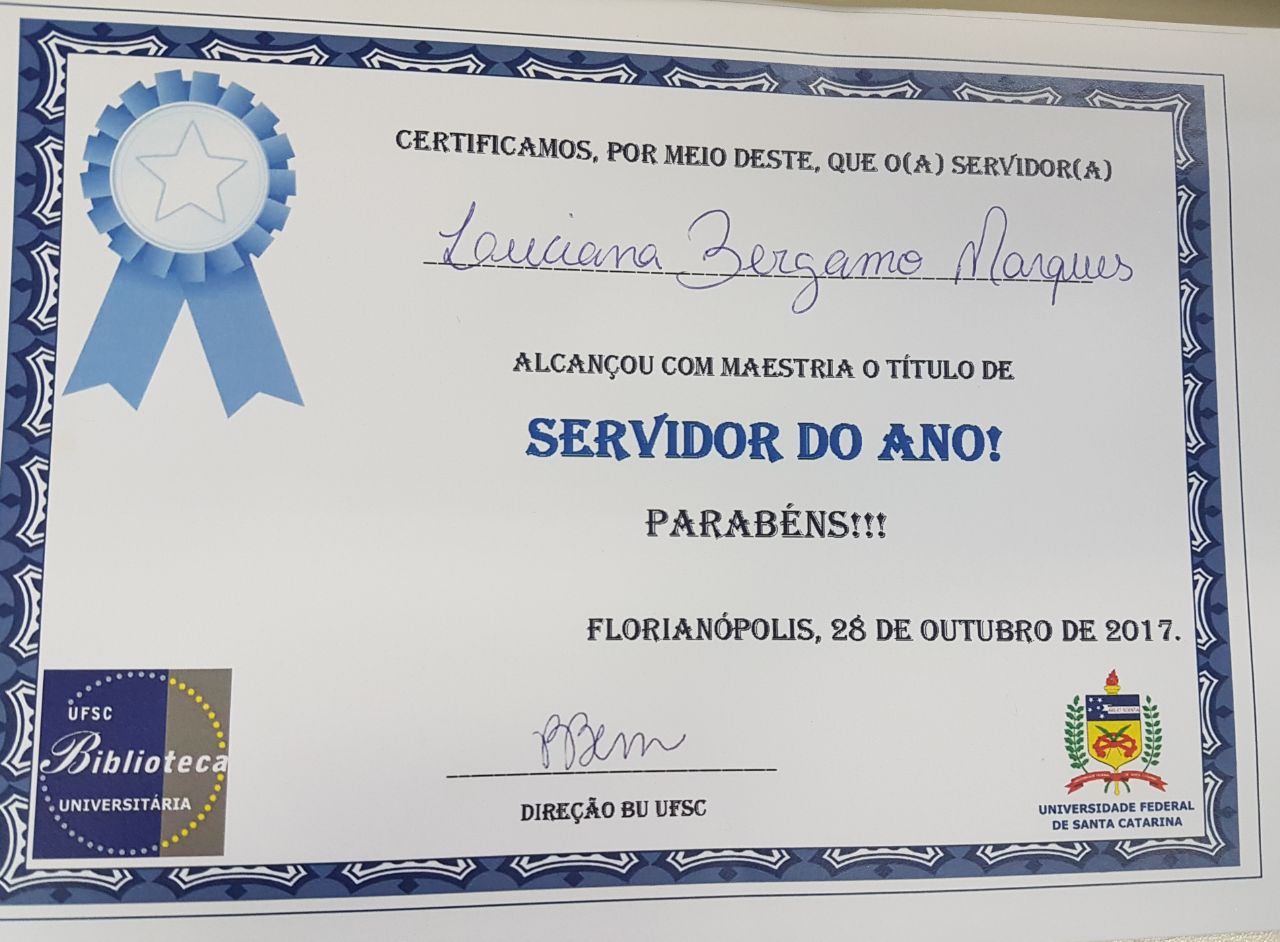 CERTIFICAMOS, POR MEIO DESTE, QUE O(A) SERVIDOR(A)
Lauciana Bergamo Marques
ALCANÇOU COM MAESTRIA O TÍTULO DE
SERVIDOR DO ANO!
PARABÉNS!!!
FLORIANÓPOLIS, 28 DE OUTUBRO DE 2017.
DIREÇÃO BU UFSC
UFSC
Biblioteca
UNIVERSITÁRIA
UNIVERSIDADE FEDERAL
DE SANTA CATARINA